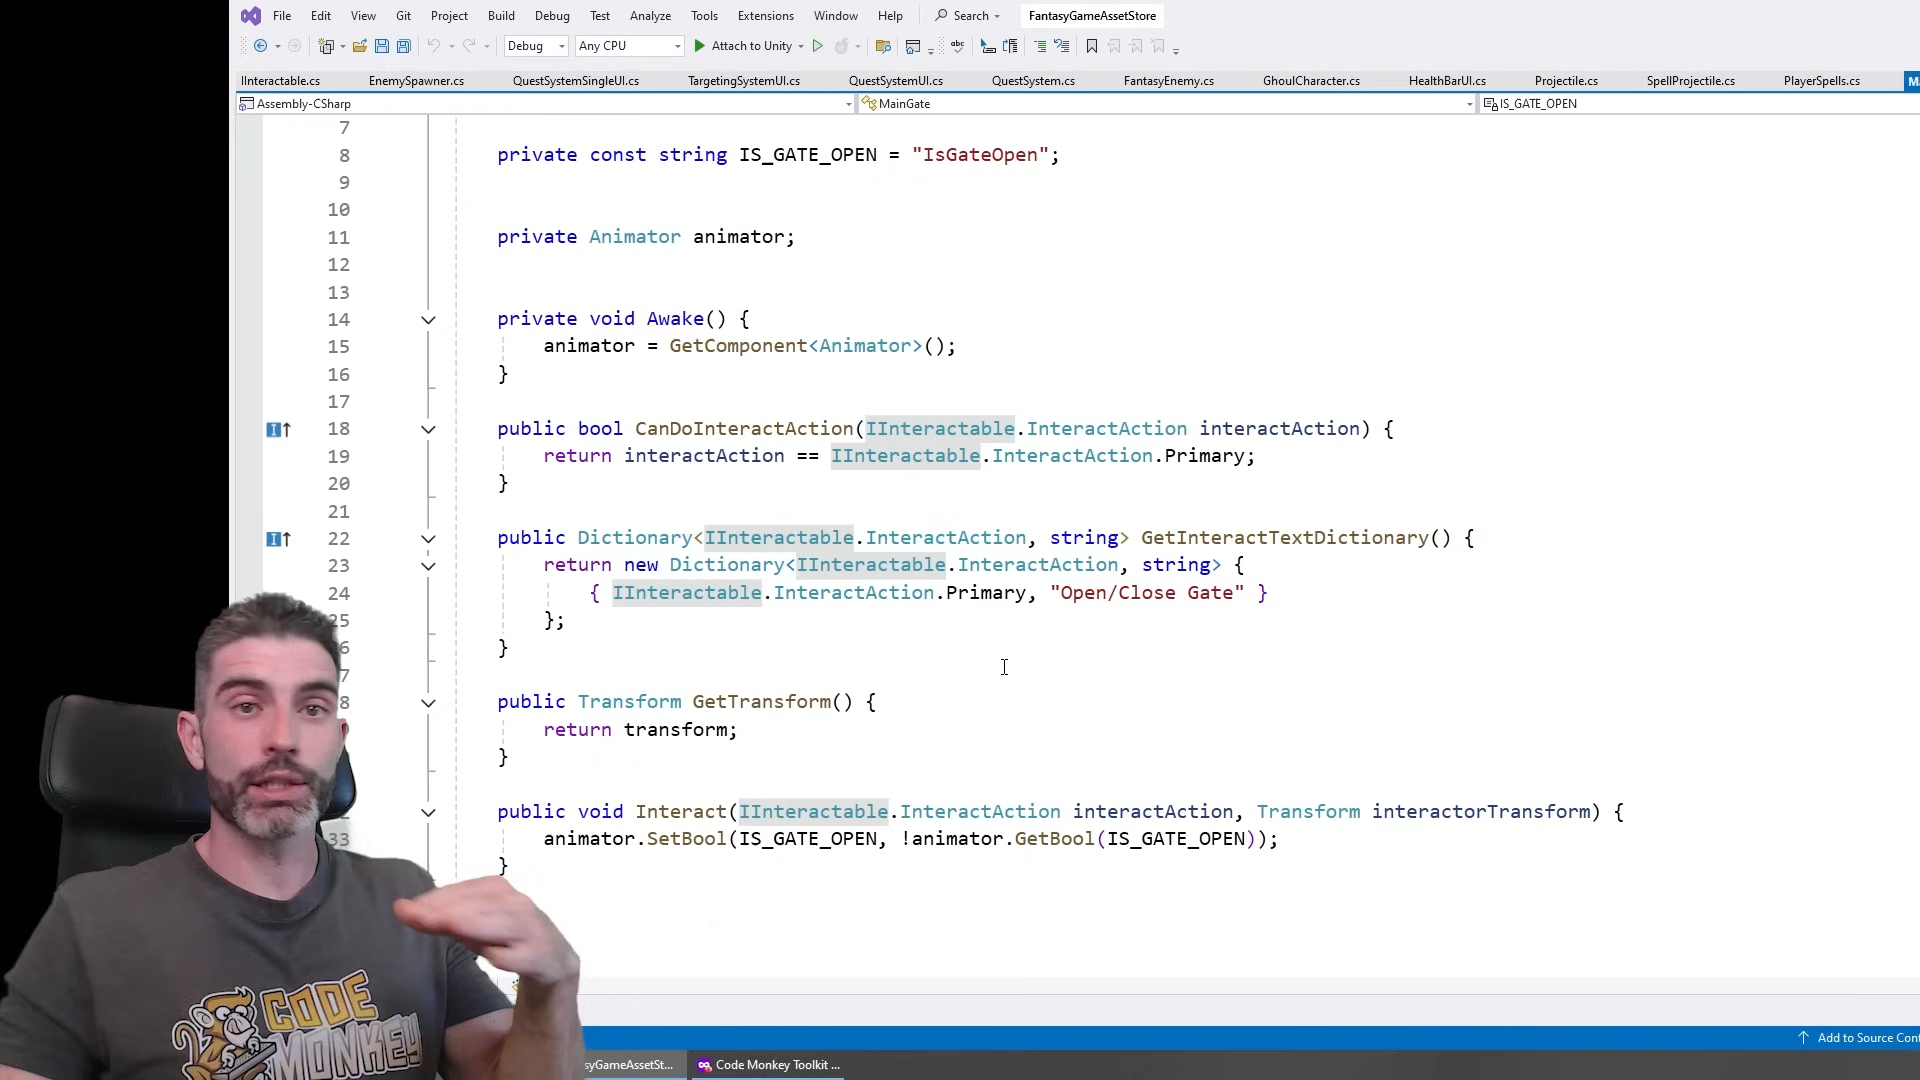 File Edit View Git Project Build Debug Test Analyze Tools Extensions Window Help Search FantasyGameAssetStore
Debug Any CPU Attach to Unity
IInteractable.cs EnemySpawner.cs QuestSystemSingleUI.cs TargetingSystemUI.cs QuestSystemUI.cs QuestSystem.cs FantasyEnemy.cs GhoulCharacter.cs HealthBarUI.cs Projectile.cs SpellProjectile.cs PlayerSpells.cs
Assembly-CSharp MainGate IS_GATE_OPEN
7
8 private const string IS_GATE_OPEN = "IsGateOpen";
9
10
11 private Animator animator;
12
13
14 private void Awake() {
15 animator = GetComponent<Animator>();
16 }
17
18 public bool CanDoInteractAction(IInteractable.InteractAction interactAction) {
19 return interactAction == IInteractable.InteractAction.Primary;
20 }
21
22 public Dictionary<IInteractable.InteractAction, string> GetInteractTextDictionary() {
23 return new Dictionary<IInteractable.InteractAction, string> {
24 { IInteractable.InteractAction.Primary, "Open/Close Gate" }
25 };
6 }
7
8 public Transform GetTransform() {
return transform;
}
public void Interact(IInteractable.InteractAction interactAction, Transform interactorTransform) {
33 animator.SetBool(IS_GATE_OPEN, !animator.GetBool(IS_GATE_OPEN));
}
Add to Source Cont
syGameAssetSt... Code Monkey Toolkit ...
CODE
MONKEY